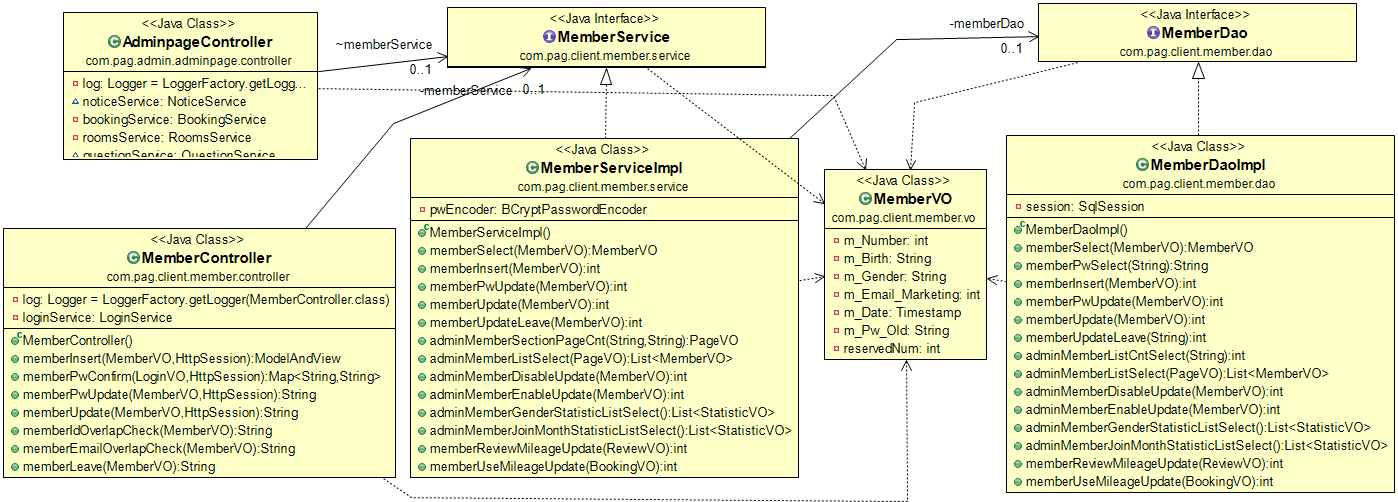 <<Java Class>>
AdminpageController
com.pag.admin.adminpage.controller
log: Logger = LoggerFactory.getLogg...
noticeService: NoticeService
bookingService: BookingService
roomsService: RoomsService
questionService: QuestionService
~memberService
0..1
<<Java Interface>>
MemberService
com.pag.client.member.service
-memberService
0..1
-memberDao
0..1
<<Java Interface>>
MemberDao
com.pag.client.member.dao
<<Java Class>>
MemberController
com.pag.client.member.controller
log: Logger = LoggerFactory.getLogger(MemberController.class)
loginService: LoginService
MemberController()
memberInsert(MemberVO,HttpSession):ModelAndView
memberPwConfirm(LoginVO,HttpSession):Map<String,String>
memberPwUpdate(MemberVO,HttpSession):String
memberUpdate(MemberVO,HttpSession):String
memberIdOverlapCheck(MemberVO):String
memberEmailOverlapCheck(MemberVO):String
memberLeave(MemberVO):String
<<Java Class>>
MemberServiceImpl
com.pag.client.member.service
pwEncoder: BCryptPasswordEncoder
MemberServiceImpl()
memberSelect(MemberVO):MemberVO
memberInsert(MemberVO):int
memberPwUpdate(MemberVO):int
memberUpdate(MemberVO):int
memberUpdateLeave(MemberVO):int
adminMemberSectionPageCnt(String,String):PageVO
adminMemberListSelect(PageVO):List<MemberVO>
adminMemberDisableUpdate(MemberVO):int
adminMemberEnableUpdate(MemberVO):int
adminMemberGenderStatisticListSelect():List<StatisticVO>
adminMemberJoinMonthStatisticListSelect():List<StatisticVO>
memberReviewMileageUpdate(ReviewVO):int
memberUseMileageUpdate(BookingVO):int
<<Java Class>>
MemberVO
com.pag.client.member.vo
m_Number: int
m_Birth: String
m_Gender: String
m_Email_Marketing: int
m_Date: Timestamp
m_Pw_Old: String
reservedNum: int
<<Java Class>>
MemberDaoImpl
com.pag.client.member.dao
session: SqlSession
MemberDaoImpl()
memberSelect(MemberVO):MemberVO
memberPwSelect(String):String
memberInsert(MemberVO):int
memberPwUpdate(MemberVO):int
memberUpdate(MemberVO):int
memberUpdateLeave(String):int
adminMemberListCntSelect(String):int
adminMemberListSelect(PageVO):List<MemberVO>
adminMemberDisableUpdate(MemberVO):int
adminMemberEnableUpdate(MemberVO):int
adminMemberGenderStatisticListSelect():List<StatisticVO>
adminMemberJoinMonthStatisticListSelect():List<StatisticVO>
memberReviewMileageUpdate(ReviewVO):int
memberUseMileageUpdate(BookingVO):int